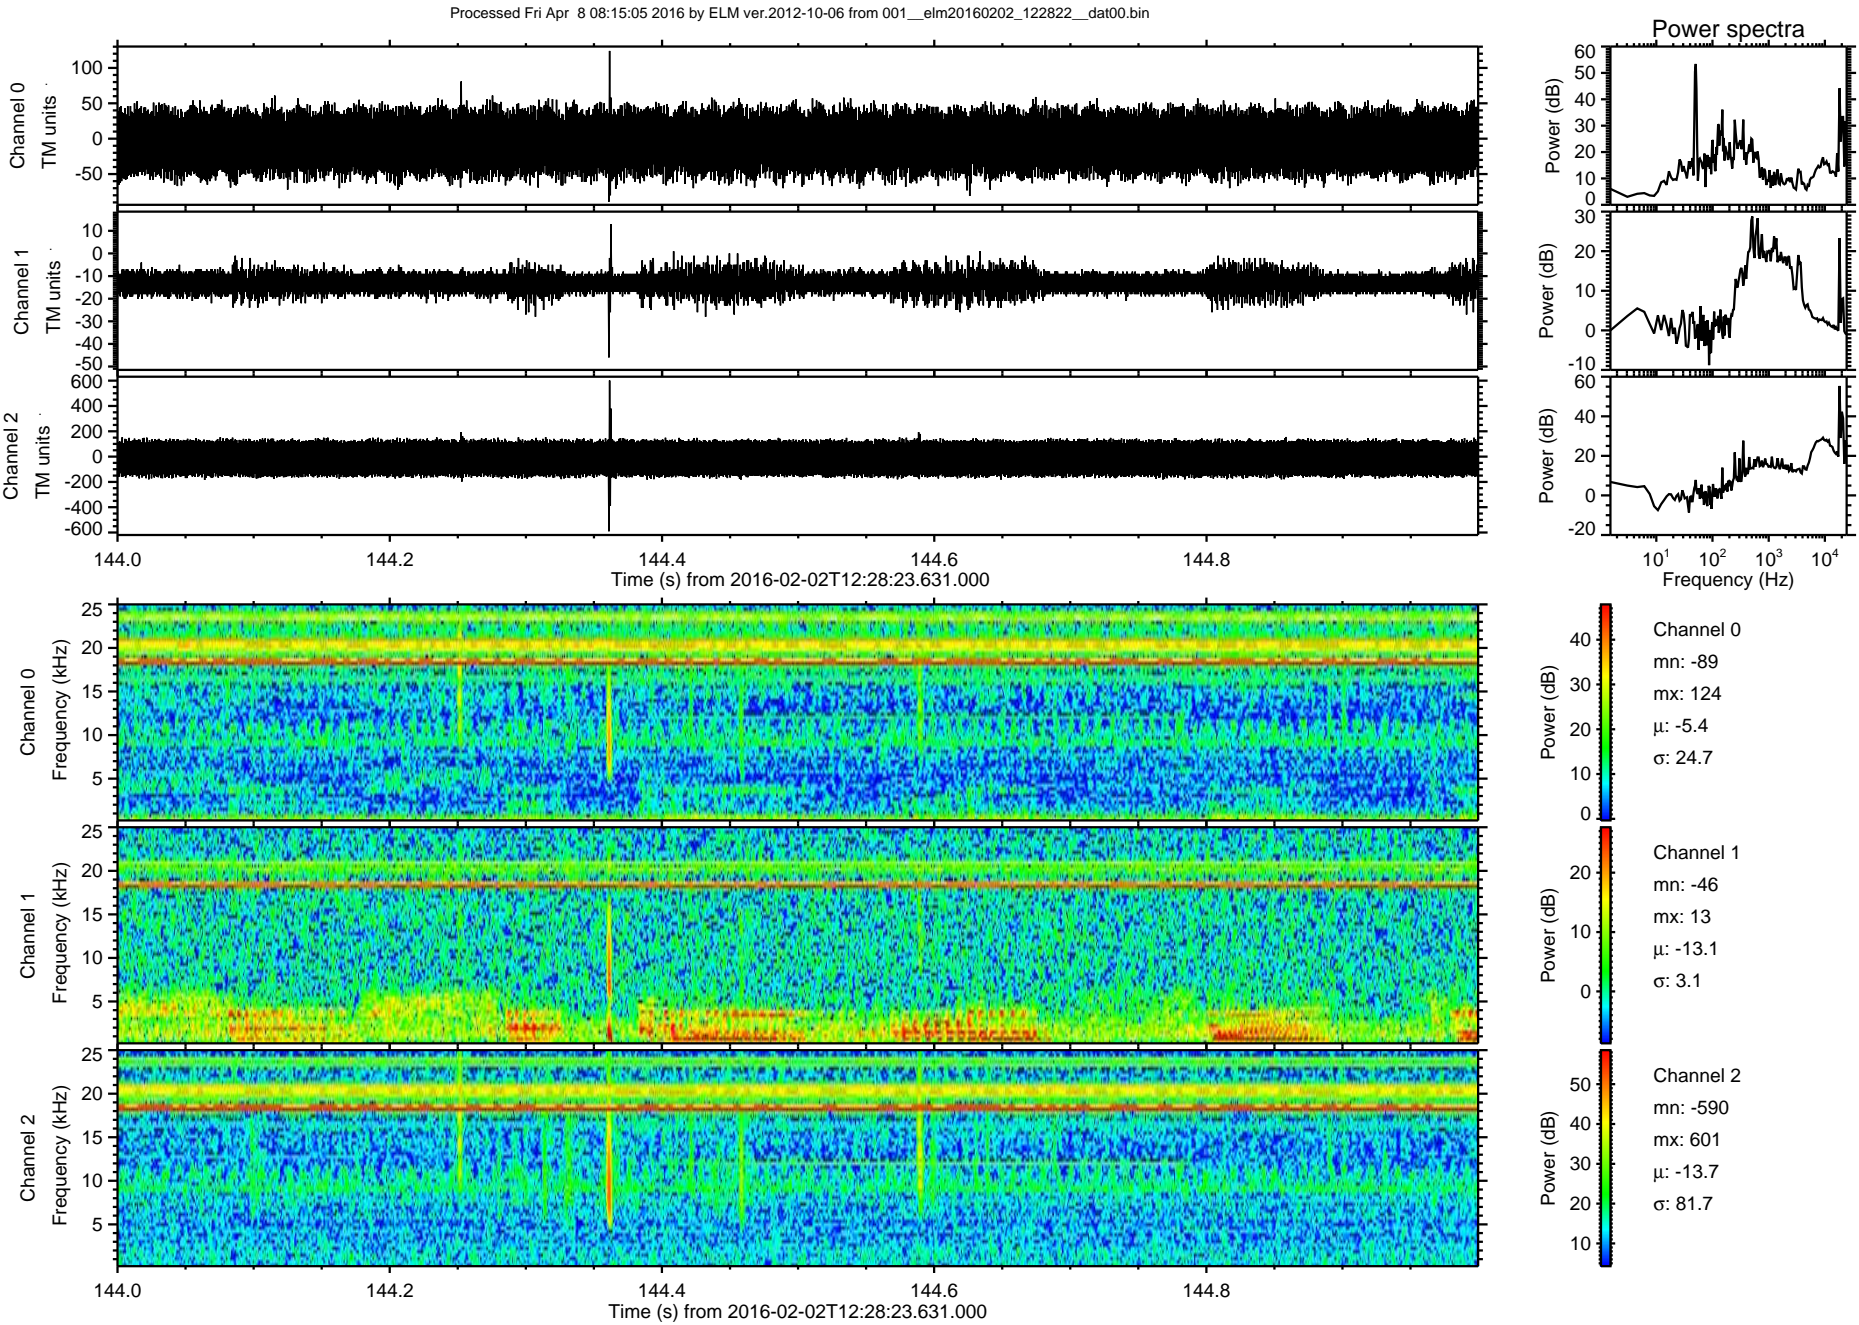 Processed Fri Apr  8 08:15:05 2016 by ELM ver.2012-10-06 from 001__elm20160202_122822__dat00.bin
Power spectra
Channel 0
TM units
100
50
0
-50
Power (dB)
60
50
40
30
20
10
0
Channel 1
TM units
10
0
-10
-20
-30
-40
-50
Power (dB)
30
20
10
0
-10
Channel 2
TM units
600
400
200
0
-200
-400
-600
Power (dB)
60
40
20
0
-20
144.0 144.2 144.4 144.6 144.8
Time (s) from 2016-02-02T12:28:23.631.000
10¹ 10² 10³ 10⁴
Frequency (Hz)
Channel 0
Frequency (kHz)
25
20
15
10
5
Power (dB)
40
30
20
10
0
Channel 0
mn: -89
mx: 124
μ: -5.4
σ: 24.7
Channel 1
Frequency (kHz)
25
20
15
10
5
Power (dB)
20
10
0
Channel 1
mn: -46
mx: 13
μ: -13.1
σ: 3.1
Channel 2
Frequency (kHz)
25
20
15
10
5
Power (dB)
50
40
30
20
10
Channel 2
mn: -590
mx: 601
μ: -13.7
σ: 81.7
144.0 144.2 144.4 144.6 144.8
Time (s) from 2016-02-02T12:28:23.631.000